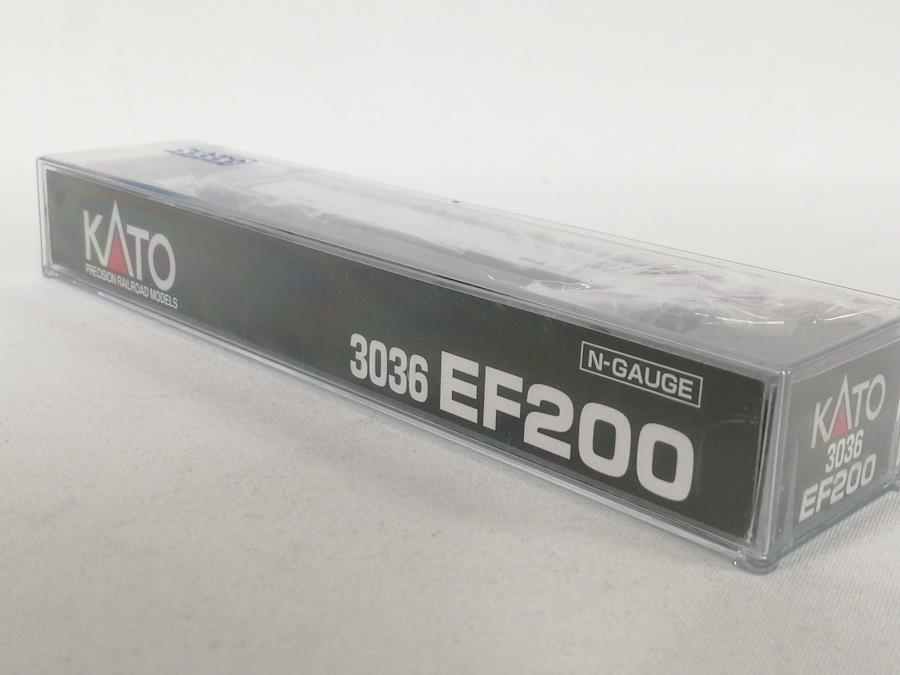 KATO
PRECISION RAILROAD MODELS
3036 EF200
N-GAUGE
KATO
3036
EF200